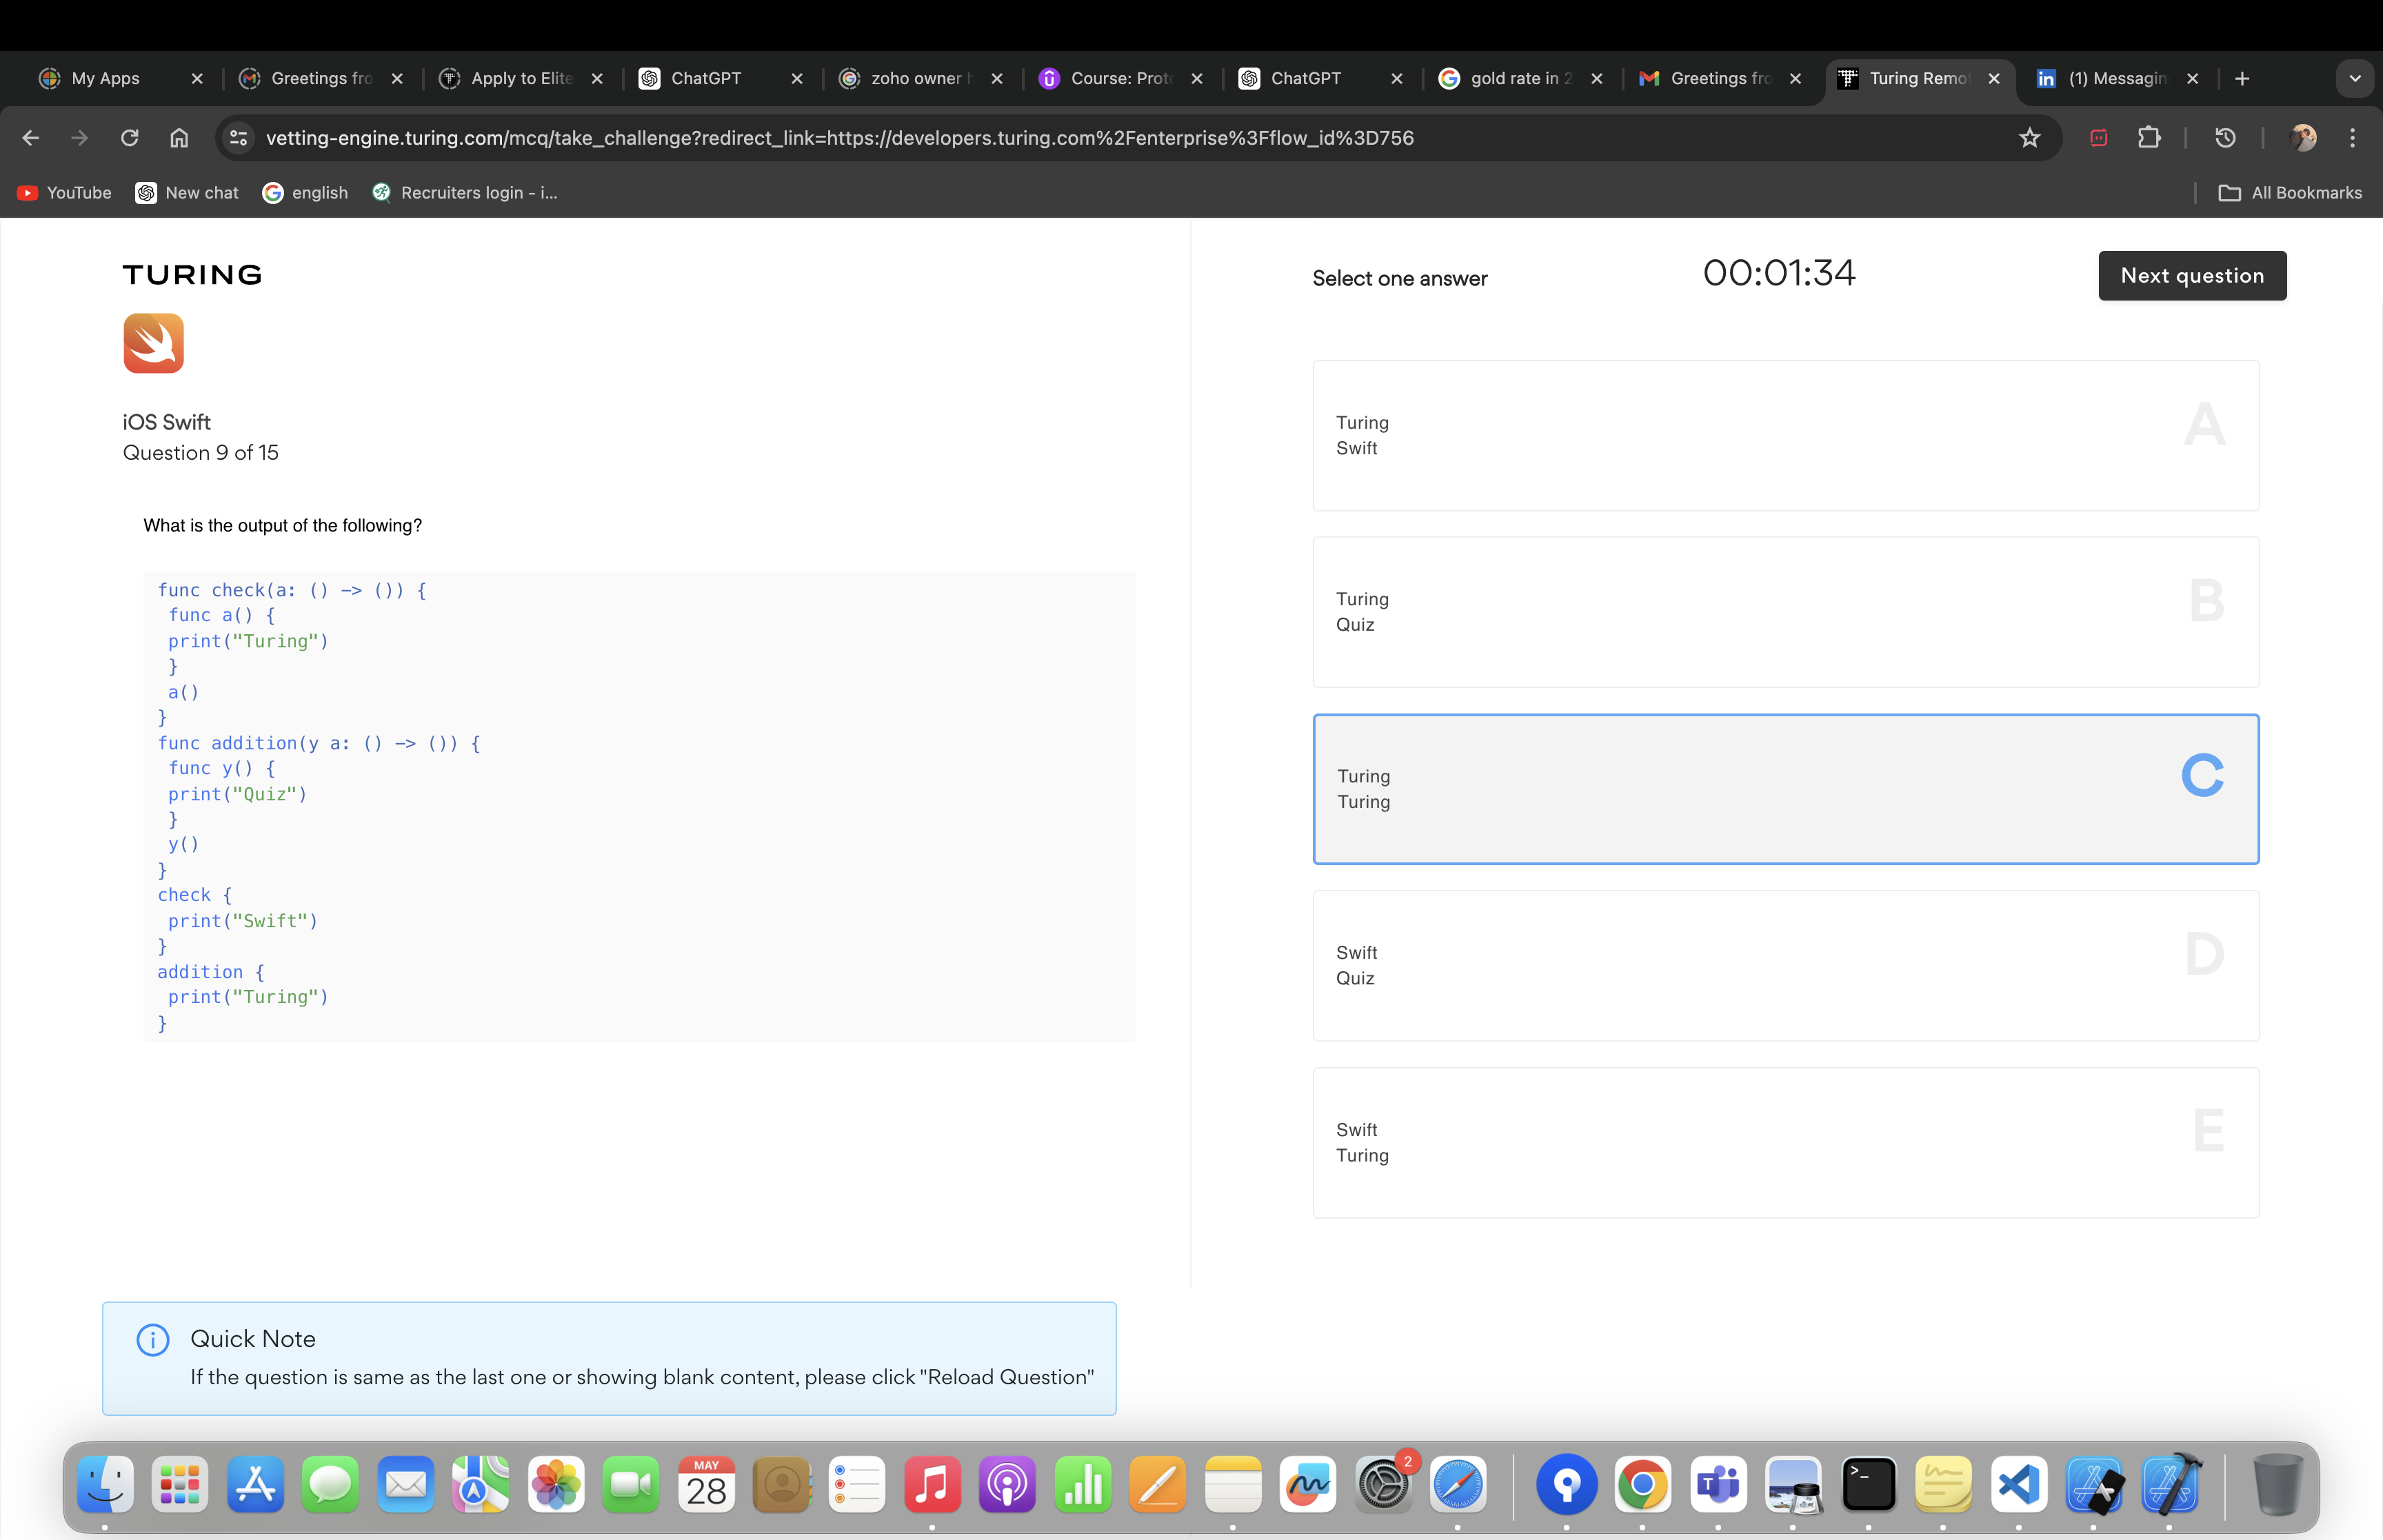 My Apps
Greetings fro
Apply to Elite
ChatGPT
zoho owner h
Course: Proto
ChatGPT
gold rate in 2
Greetings fro
Turing Remo
(1) Messagin
vetting-engine.turing.com/mcq/take_challenge?redirect_link=https://developers.turing.com%2Fenterprise%3Fflow_id%3D756
YouTube
New chat
english
Recruiters login - i...
All Bookmarks
TURING
iOS Swift
Question 9 of 15
What is the output of the following?
func check(a: () -> ()) {
func a() {
print("Turing")
}
a()
}
func addition(y a: () -> ()) {
func y() {
print("Quiz")
}
y()
}
check {
print("Swift")
}
addition {
print("Turing")
}
Quick Note
If the question is same as the last one or showing blank content, please click "Reload Question"
Select one answer
00:01:34
Next question
Turing
Swift
A
Turing
Quiz
B
Turing
Turing
C
Swift
Quiz
D
Swift
Turing
E
MAY
28
2